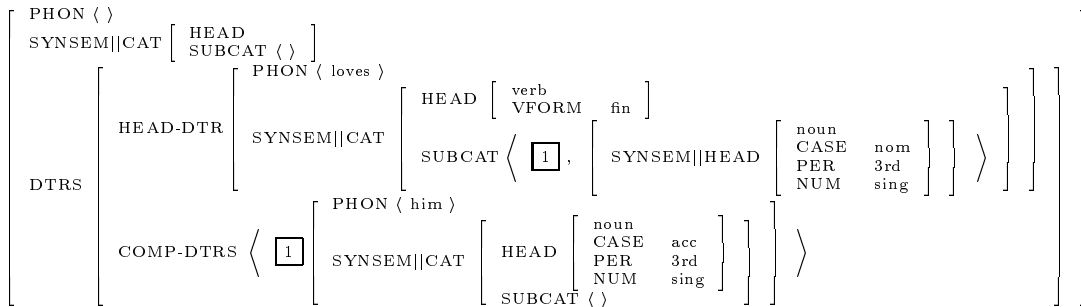 PHON ⟨ ⟩
SYNSEM||CAT [ HEAD
SUBCAT ⟨ ⟩ ]
DTRS
HEAD-DTR
PHON ⟨ loves ⟩
SYNSEM||CAT
HEAD [ verb
VFORM fin ]
SUBCAT ⟨ 1 , [ SYNSEM||HEAD [ noun
CASE nom
PER 3rd
NUM sing ] ] ⟩
COMP-DTRS ⟨ 1
PHON ⟨ him ⟩
SYNSEM||CAT
HEAD [ noun
CASE acc
PER 3rd
NUM sing ]
SUBCAT ⟨ ⟩
⟩